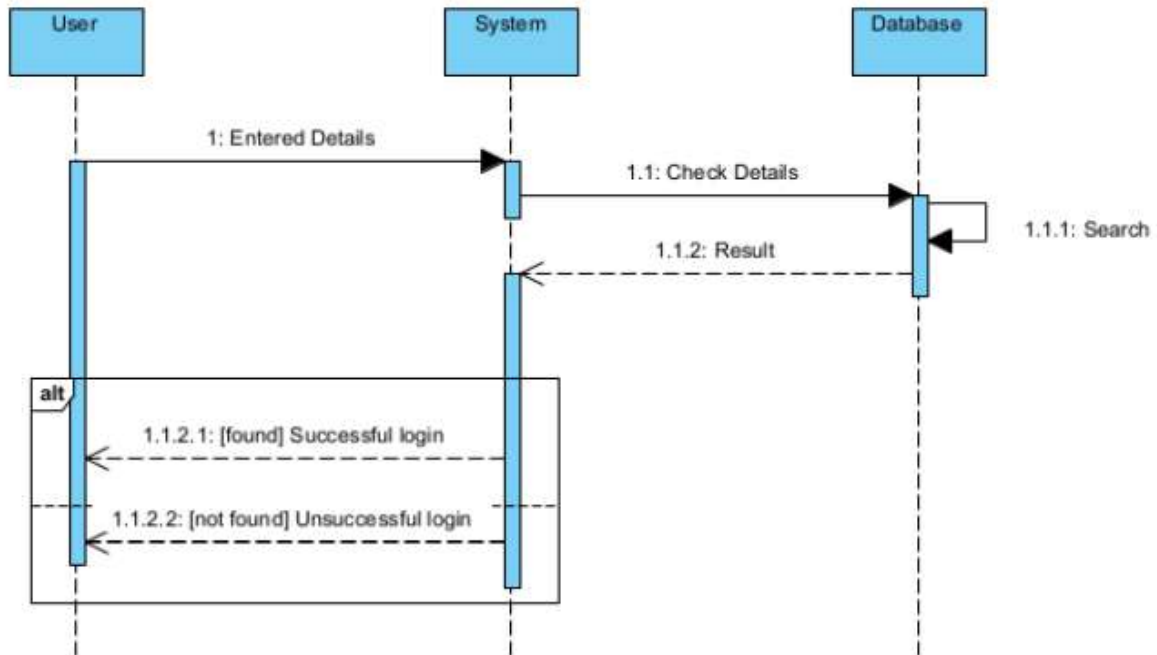 User
System
Database
1: Entered Details
1.1: Check Details
1.1.1: Search
1.1.2: Result
alt
1.1.2.1: [found] Successful login
1.1.2.2: [not found] Unsuccessful login